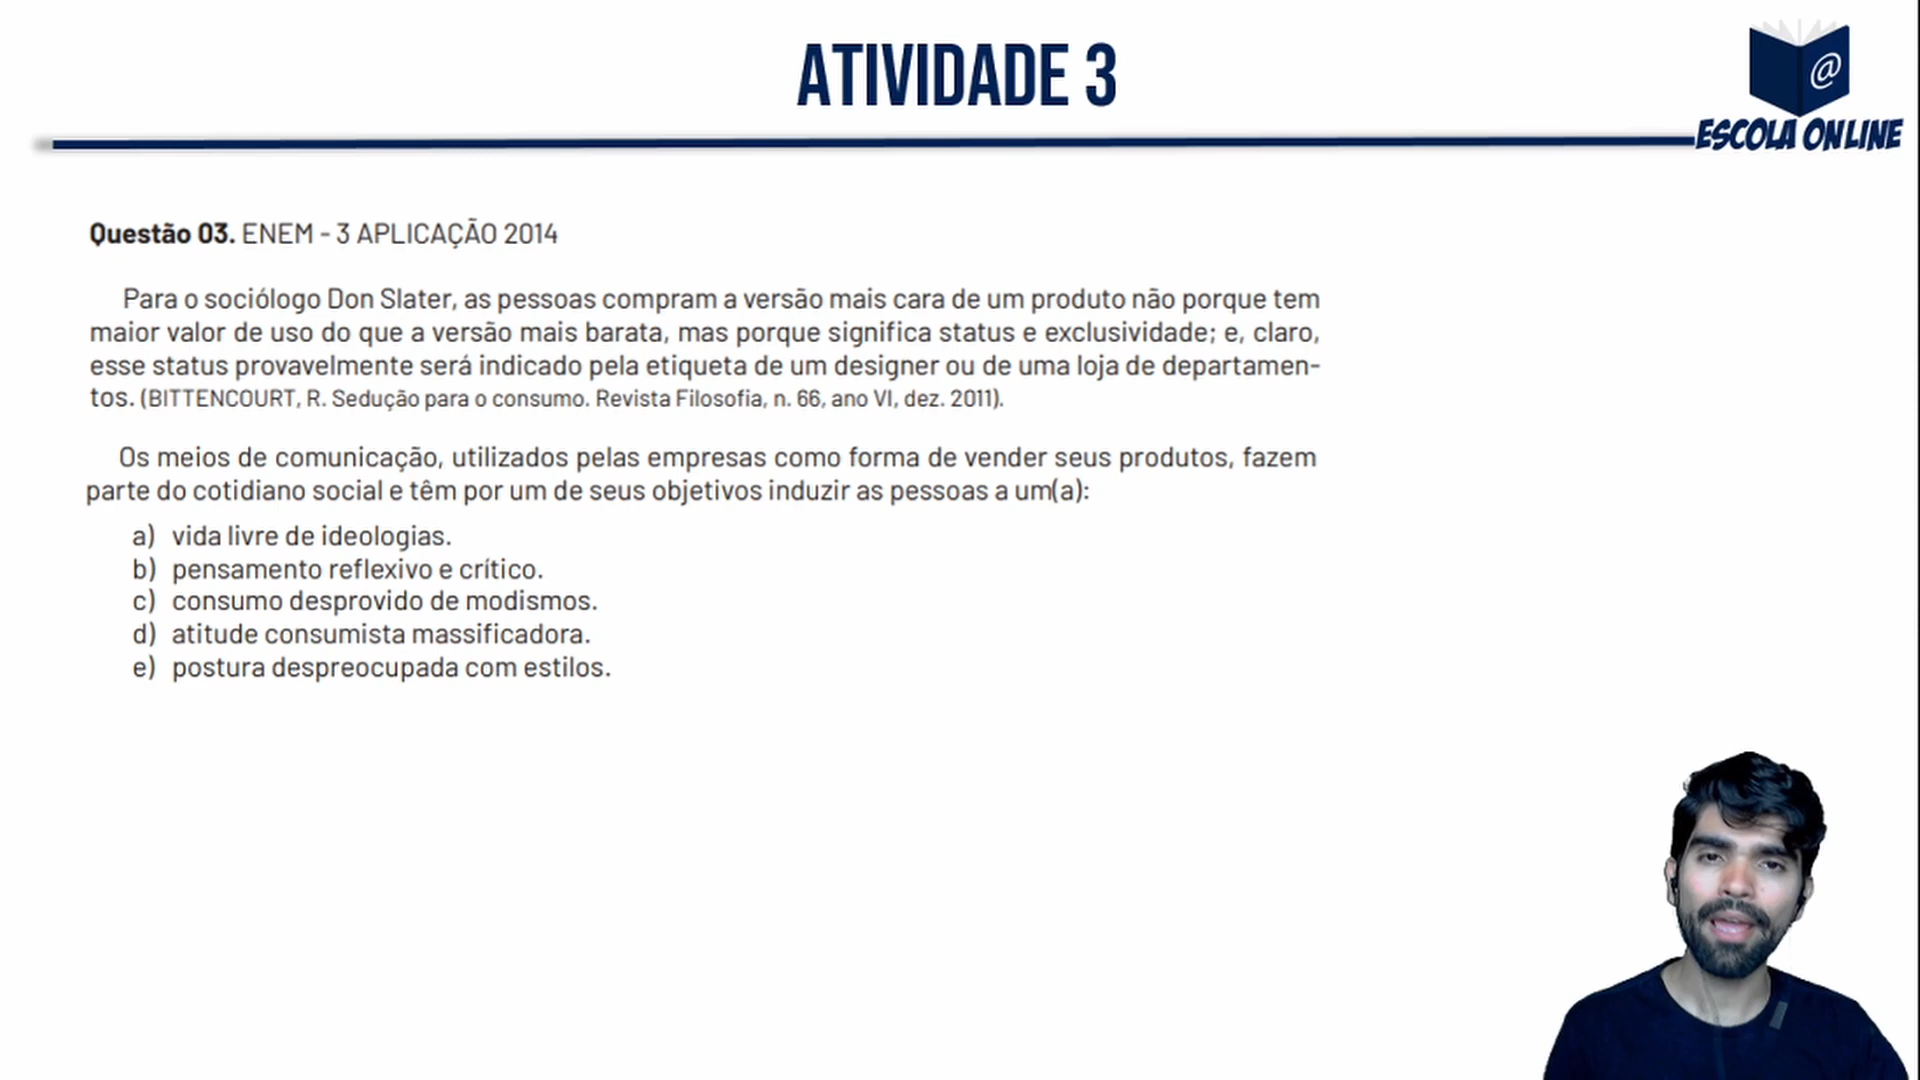 ATIVIDADE 3
@
ESCOLA ONLINE
Questão 03. ENEM - 3 APLICAÇÃO 2014
Para o sociólogo Don Slater, as pessoas compram a versão mais cara de um produto não porque tem
maior valor de uso do que a versão mais barata, mas porque significa status e exclusividade; e, claro,
esse status provavelmente será indicado pela etiqueta de um designer ou de uma loja de departamen-
tos. (BITTENCOURT, R. Sedução para o consumo. Revista Filosofia, n. 66, ano VI, dez. 2011).
Os meios de comunicação, utilizados pelas empresas como forma de vender seus produtos, fazem
parte do cotidiano social e têm por um de seus objetivos induzir as pessoas a um(a):
a) vida livre de ideologias.
b) pensamento reflexivo e crítico.
c) consumo desprovido de modismos.
d) atitude consumista massificadora.
e) postura despreocupada com estilos.